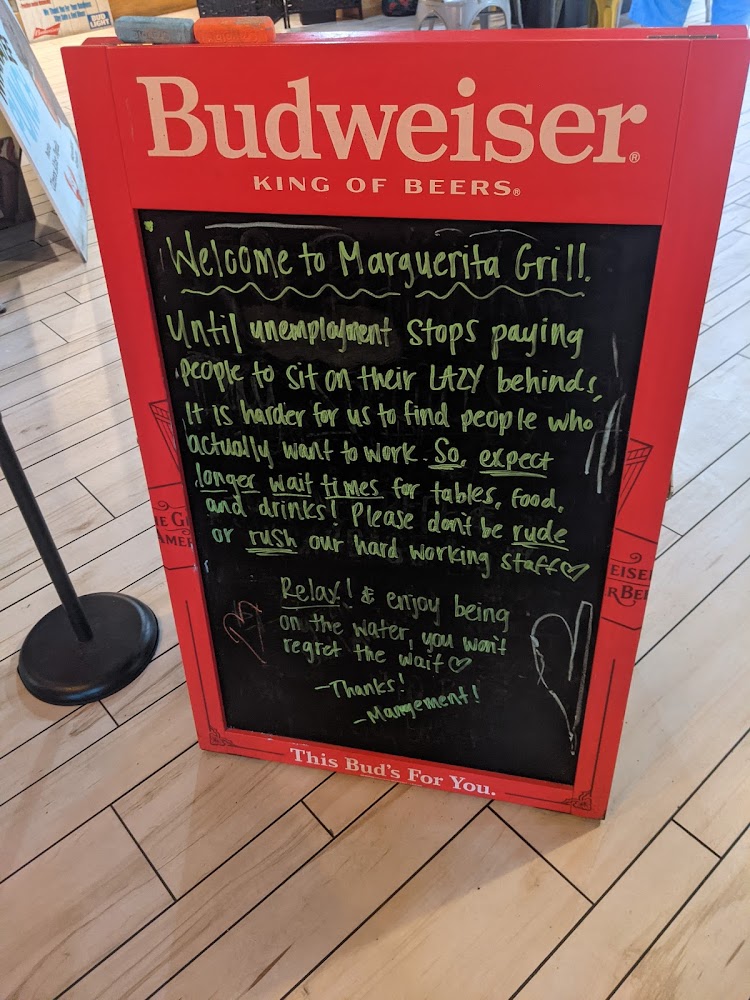 BUD
LIGHT
Budweiser®
KING OF BEERS®
Welcome to Marguerita Grill.
Until unemployment stops paying
people to sit on their LAZY behinds,
It is harder for us to find people who
actually want to work. So, expect
longer wait times for tables, food,
and drinks! Please dont be rude
or rush our hard working staff♡
Relax! & enjoy being
on the water, you won't
regret the wait♡
-Thanks!
-Mangement!
This Bud's For You.